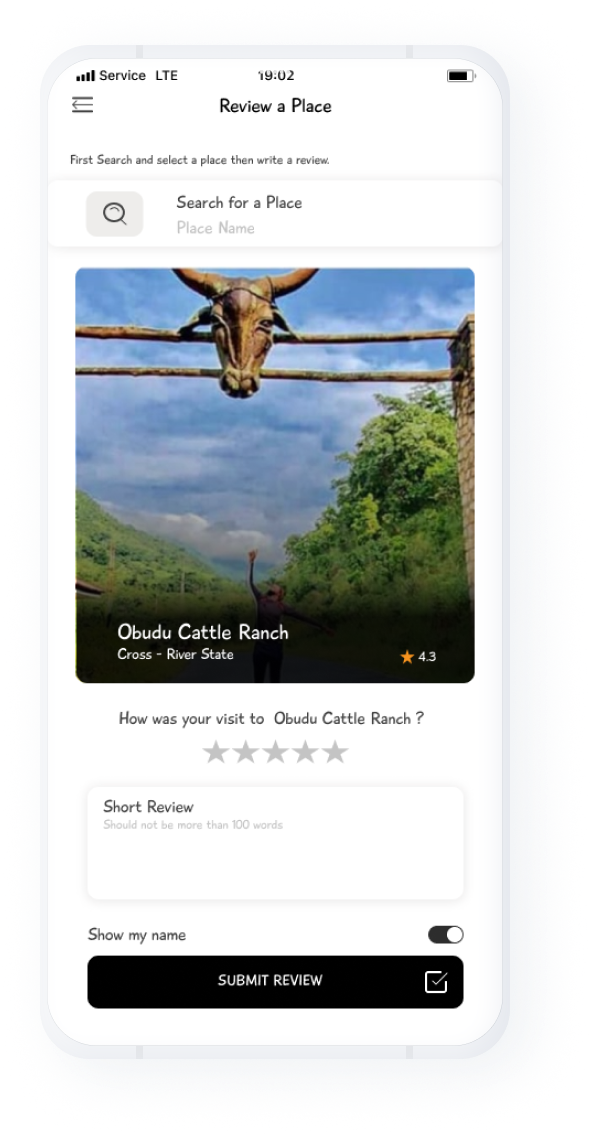 Service LTE 19:02
Review a Place
First Search and select a place then write a review.
Search for a Place
Place Name
Obudu Cattle Ranch
Cross - River State
4.3
How was your visit to Obudu Cattle Ranch ?
Short Review
Should not be more than 100 words
Show my name
SUBMIT REVIEW